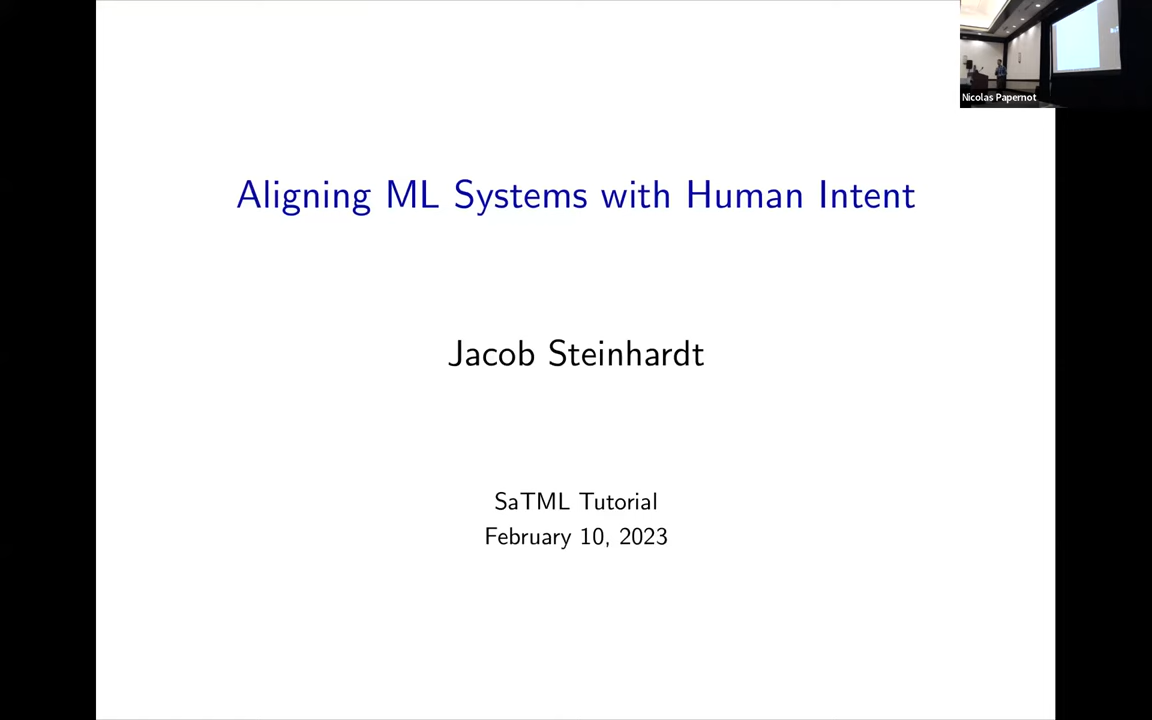 Aligning ML Systems with Human Intent
Jacob Steinhardt
SaTML Tutorial
February 10, 2023
Nicolas Papernot